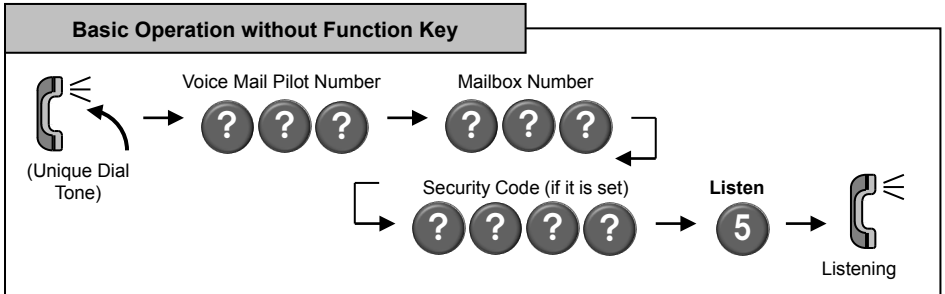 Basic Operation without Function Key
Voice Mail Pilot Number
Mailbox Number
? ? ?
? ? ?
(Unique Dial
Tone)
Security Code (if it is set)
Listen
? ? ? ?
5
Listening